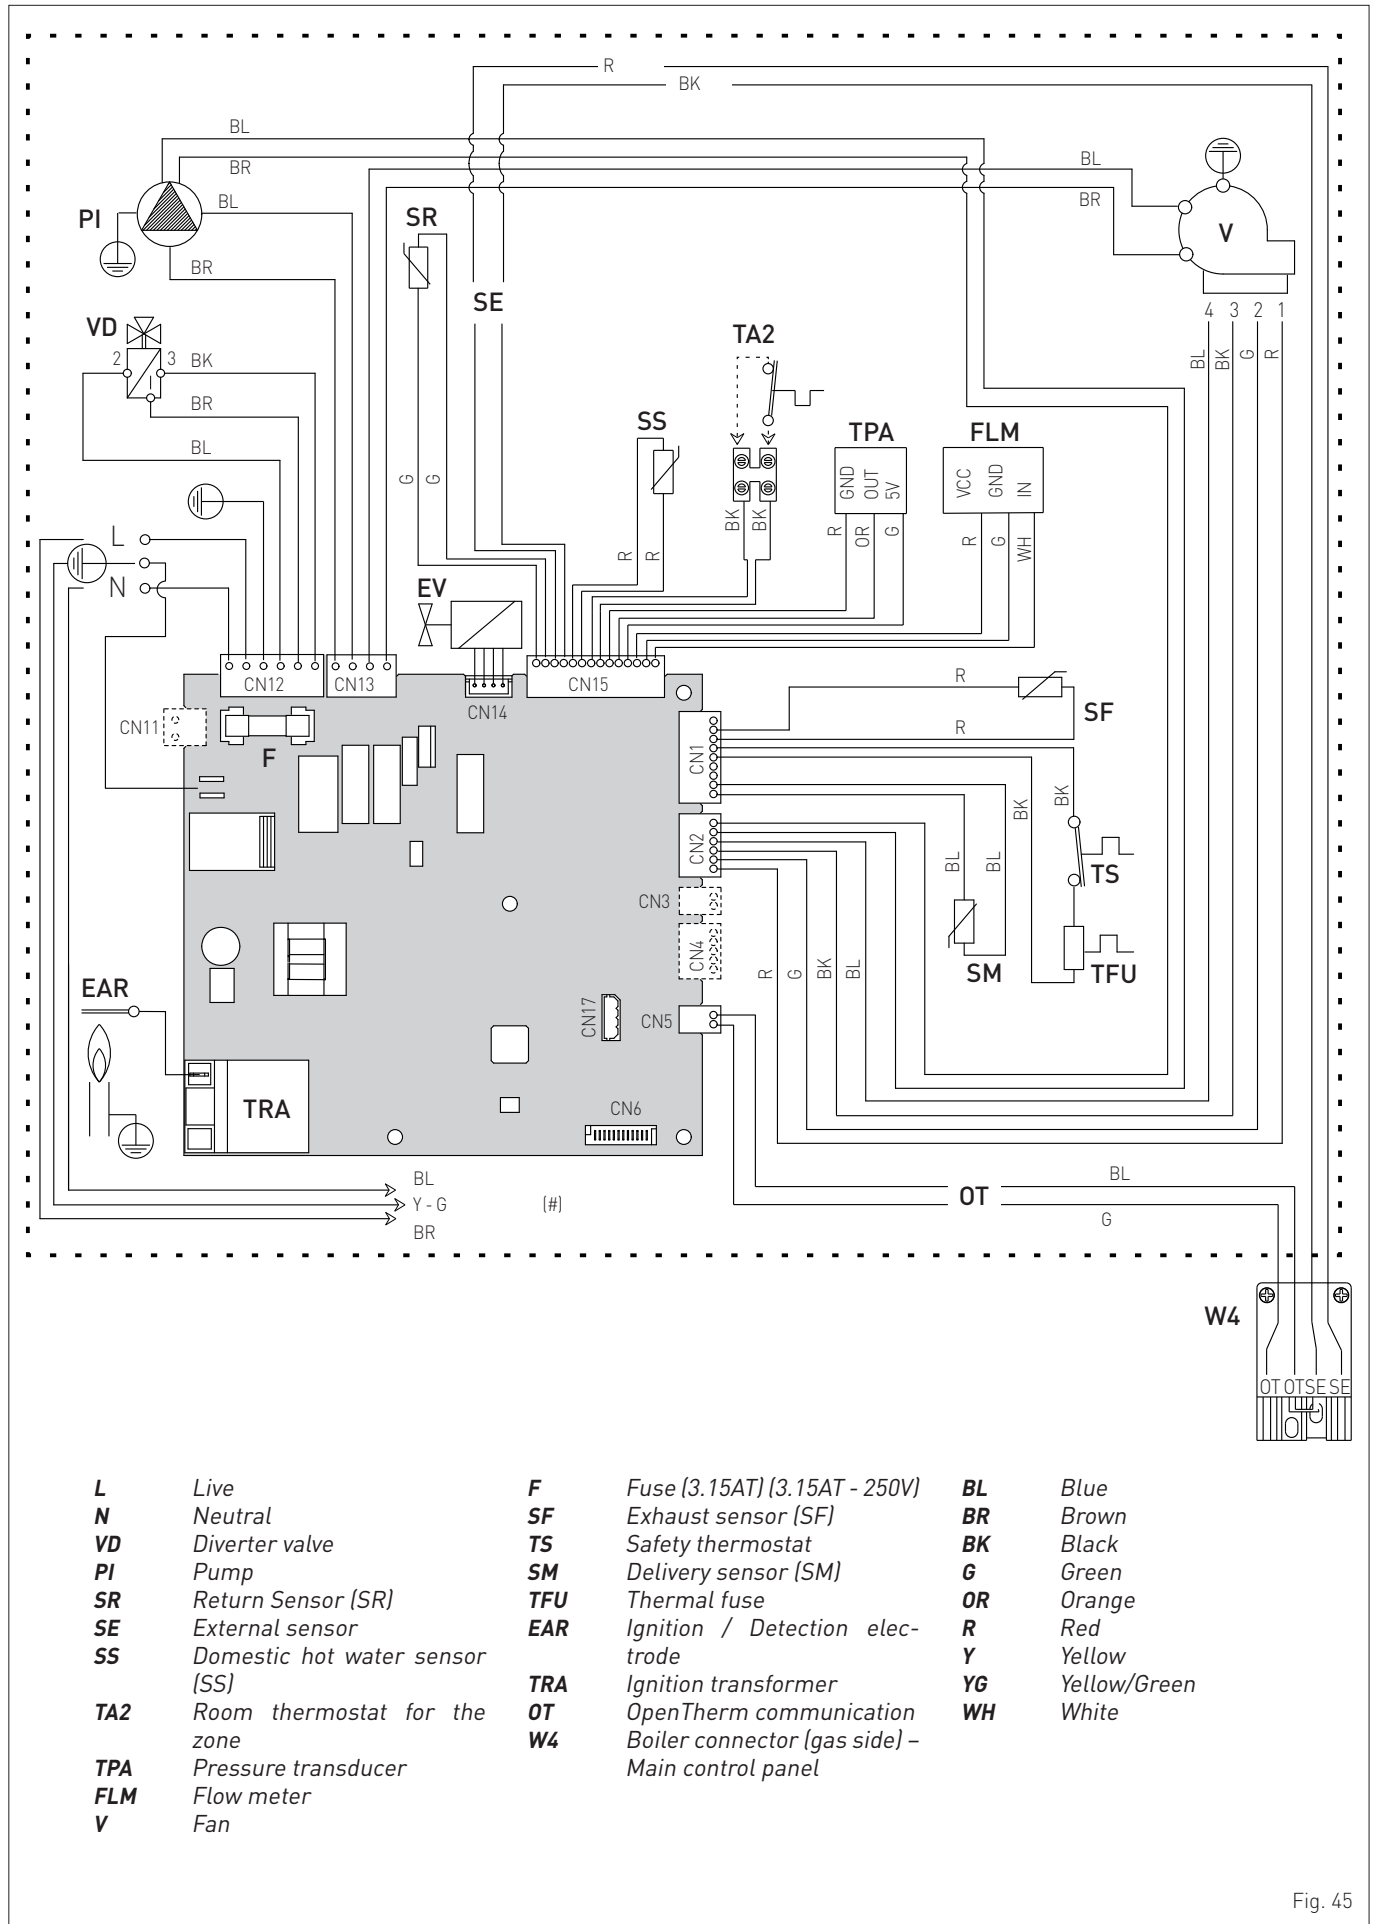 R
BK
BL
BR
BL
BR
PI
BL
BR
SR
V
SE
4 3 2 1
BL
BK
G
R
VD
2
3
BK
BR
BL
TA2
SS
TPA
FLM
GND
OUT
5V
VCC
GND
IN
G
G
R
R
BK
BK
R
OR
G
R
G
WH
L
N
EV
CN12
CN13
CN14
CN15
CN11
F
R
R
SF
CN1
BK
BK
CN2
BL
BL
TS
CN3
CN4
SM
TFU
R
G
BK
BL
EAR
CN17
CN5
TRA
CN6
BL
Y - G
(#)
BR
BL
OT
G
W4
OT OT SE SE
L Live
N Neutral
VD Diverter valve
PI Pump
SR Return Sensor (SR)
SE External sensor
SS Domestic hot water sensor
(SS)
TA2 Room thermostat for the
zone
TPA Pressure transducer
FLM Flow meter
V Fan
F Fuse (3.15AT) (3.15AT - 250V)
SF Exhaust sensor (SF)
TS Safety thermostat
SM Delivery sensor (SM)
TFU Thermal fuse
EAR Ignition / Detection elec-
trode
TRA Ignition transformer
OT OpenTherm communication
W4 Boiler connector (gas side) –
Main control panel
BL Blue
BR Brown
BK Black
G Green
OR Orange
R Red
Y Yellow
YG Yellow/Green
WH White
Fig. 45